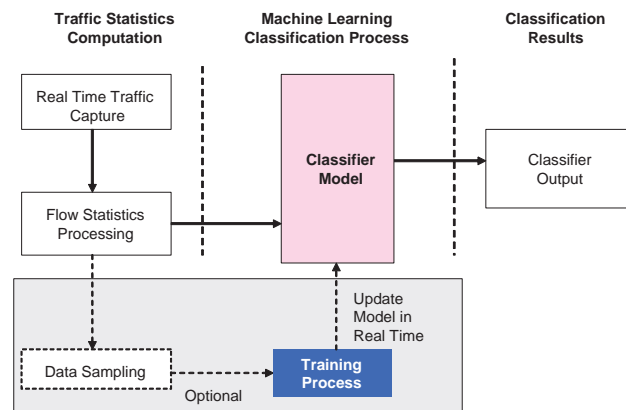 Traffic Statistics
Computation
Machine Learning
Classification Process
Classification
Results
Real Time Traffic
Capture
Classifier
Model
Classifier
Output
Flow Statistics
Processing
Update
Model in
Real Time
Data Sampling
Optional
Training
Process